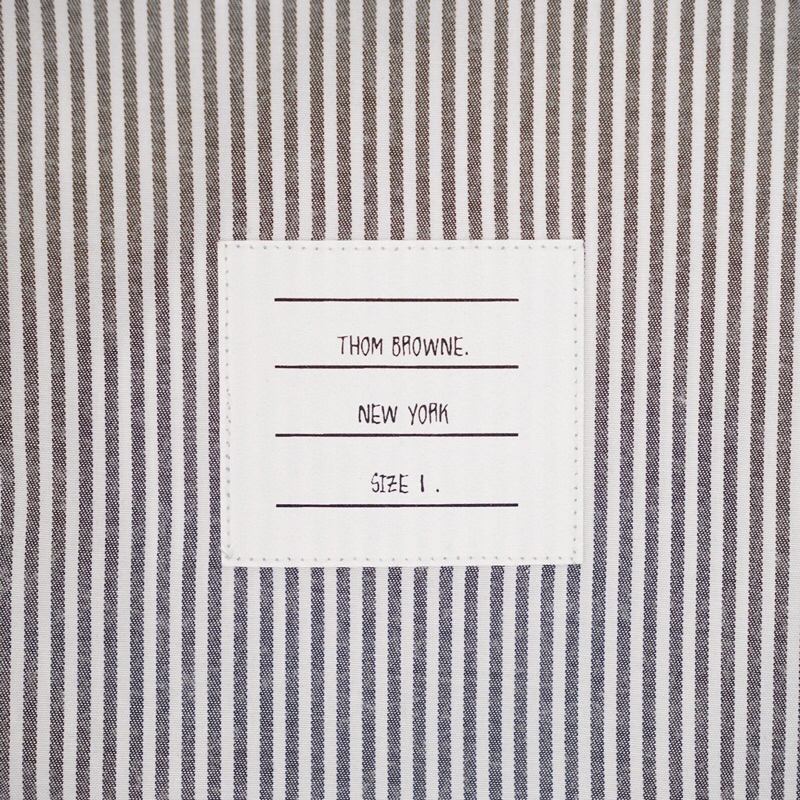 THOM BROWNE.
NEW YORK
SIZE 1 .